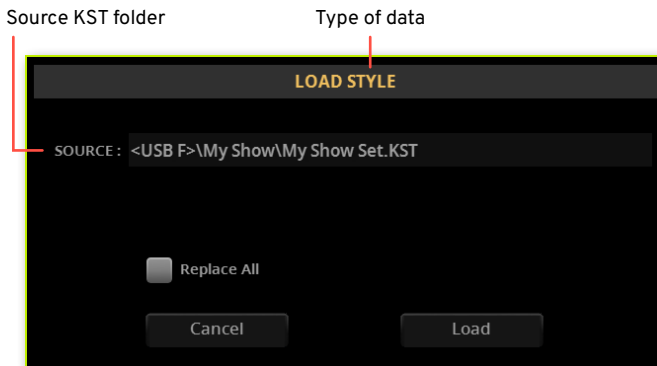 Source KST folder
Type of data
LOAD STYLE
SOURCE : <USB F>\My Show\My Show Set.KST
Replace All
Cancel
Load